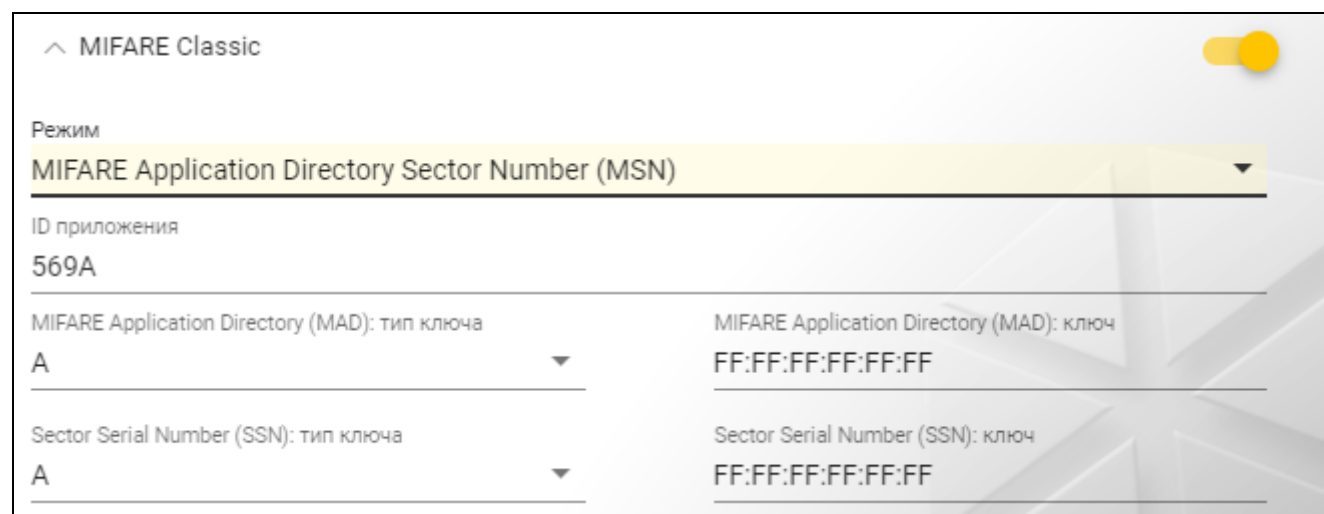 MIFARE Classic
Режим
MIFARE Application Directory Sector Number (MSN)
ID приложения
569A
MIFARE Application Directory (MAD): тип ключа
MIFARE Application Directory (MAD): ключ
A
FF:FF:FF:FF:FF:FF
Sector Serial Number (SSN): тип ключа
Sector Serial Number (SSN): ключ
A
FF:FF:FF:FF:FF:FF